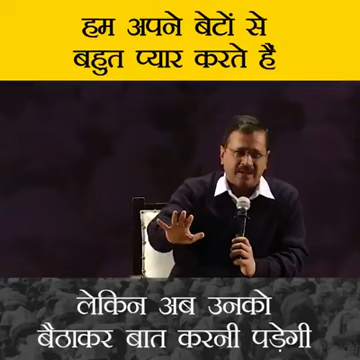 हम अपने बेटों से
बहुत प्यार करते हैं
लेकिन अब उनको
बैठाकर बात करनी पड़ेगी